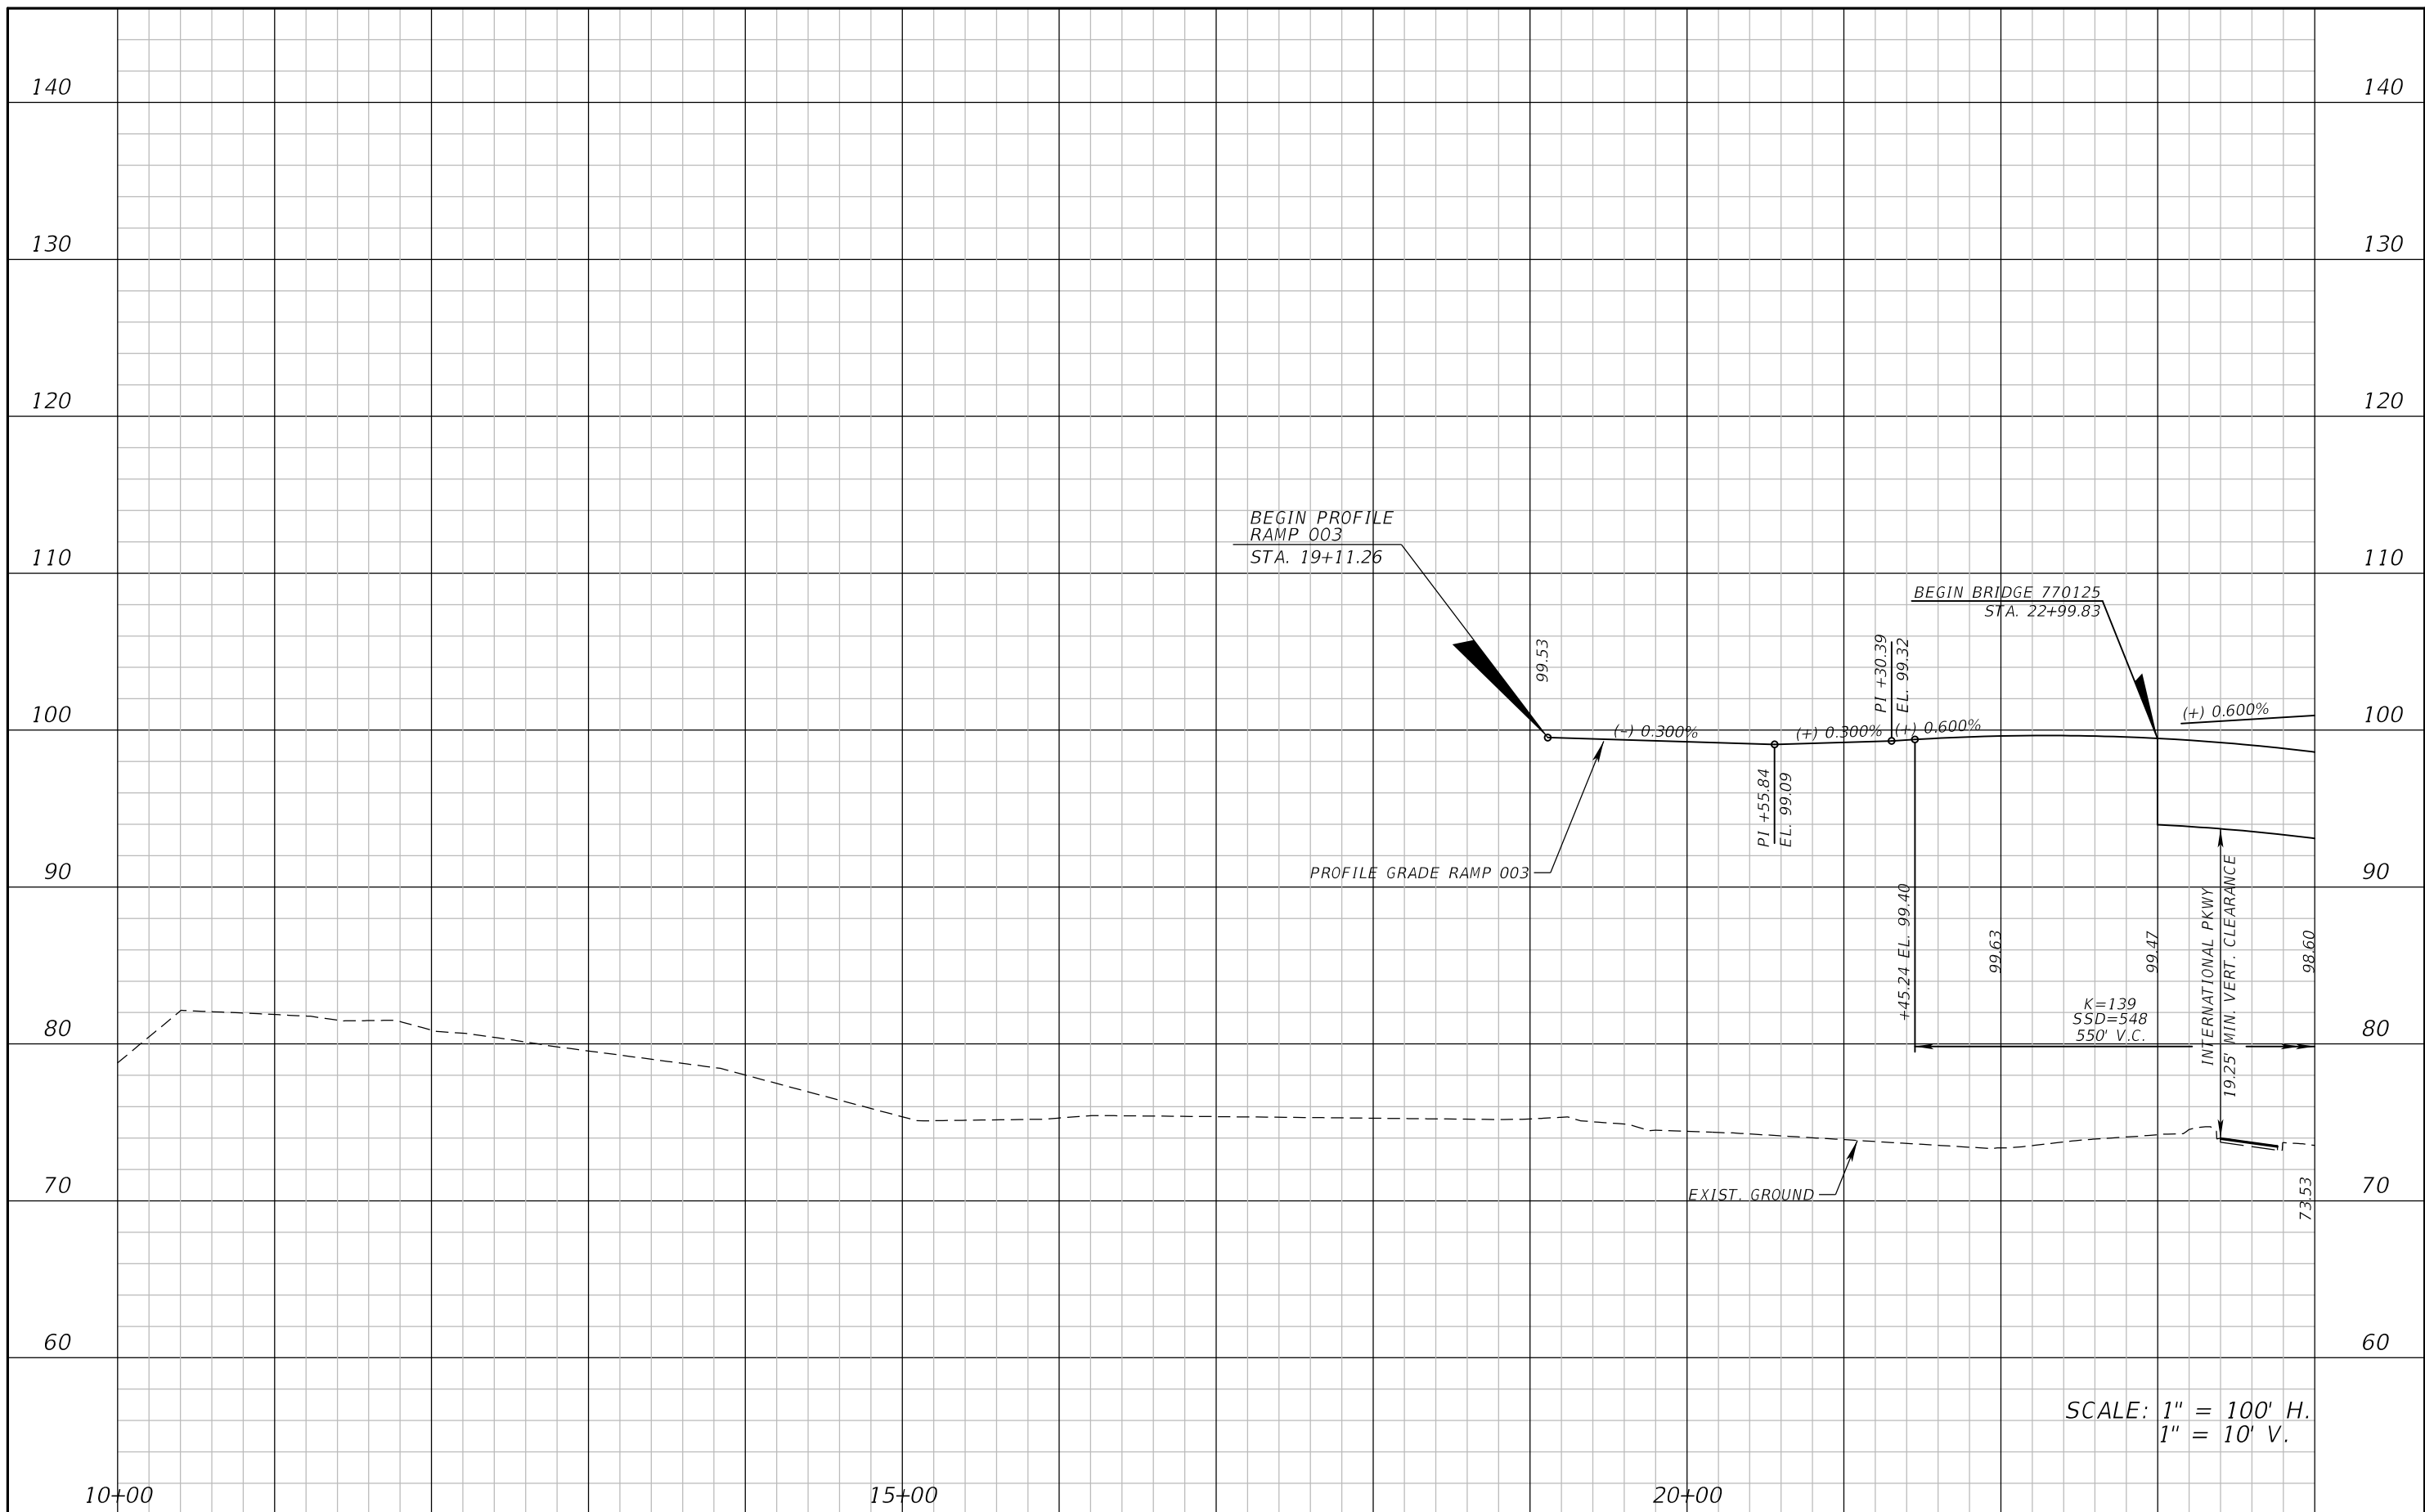 140
140
130
130
120
120
BEGIN PROFILE
RAMP 003
STA. 19+11.26
110
110
BEGIN BRIDGE 770125
STA. 22+99.83
99.53
PI +30.39
EL. 99.32
100
(-) 0.300%
(+) 0.300%
(+) 0.600%
(+) 0.600%
100
PI +55.84
EL. 99.09
PROFILE GRADE RAMP 003
90
90
+45.24 EL. 99.40
99.63
99.47
INTERNATIONAL PKWY
19.25' MIN. VERT. CLEARANCE
98.60
K=139
SSD=548
550' V.C.
80
80
70
EXIST. GROUND
73.53
70
60
60
SCALE: 1" = 100' H.
1" = 10' V.
10+00
15+00
20+00